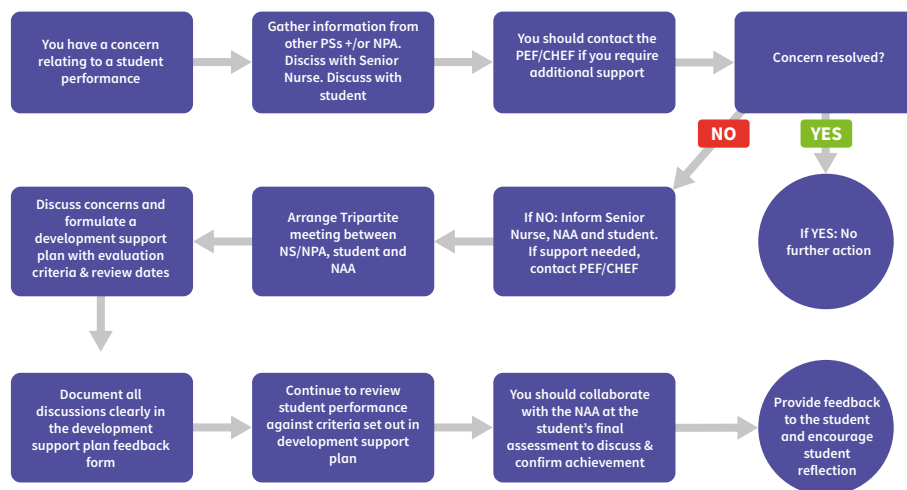 You have a concern
relating to a student
performance
Gather information from
other PSs +/or NPA.
Disciss with Senior
Nurse. Discuss with
student
You should contact the
PEF/CHEF if you require
additional support
Concern resolved?
NO
YES
Discuss concerns and
formulate a
development support
plan with evaluation
criteria & review dates
Arrange Tripartite
meeting between
NS/NPA, student and
NAA
If NO: Inform Senior
Nurse, NAA and student.
If support needed,
contact PEF/CHEF
If YES: No
further action
Document all
discussions clearly in
the development
support plan feedback
form
Continue to review
student performance
against criteria set out in
development support
plan
You should collaborate
with the NAA at the
student’s final
assessment to discuss &
confirm achievement
Provide feedback
to the student
and encourage
student
reflection